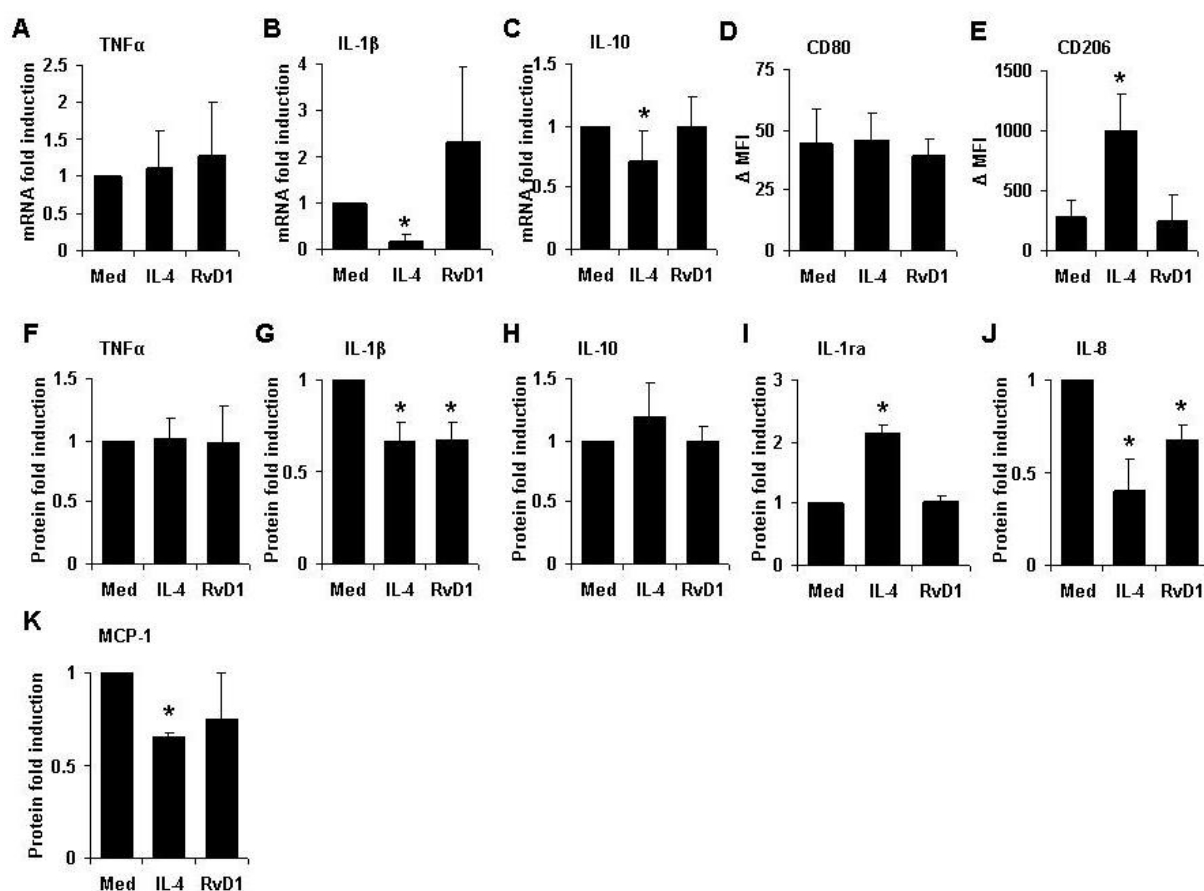 A
TNFα
mRNA fold induction
2.5
2
1.5
1
0.5
0
Med IL-4 RvD1
B
IL-1β
mRNA fold induction
4
3
2
1
0
*
Med IL-4 RvD1
C
IL-10
mRNA fold induction
1.5
1
0.5
0
*
Med IL-4 RvD1
D
CD80
Δ MFI
75
50
25
0
Med IL-4 RvD1
E
CD206
Δ MFI
1500
1000
500
0
*
Med IL-4 RvD1
F
TNFα
Protein fold induction
1.5
1
0.5
0
Med IL-4 RvD1
G
IL-1β
Protein fold induction
1
0.5
0
* *
Med IL-4 RvD1
H
IL-10
Protein fold induction
1.5
1
0.5
0
Med IL-4 RvD1
I
IL-1ra
Protein fold induction
3
2
1
0
*
Med IL-4 RvD1
J
IL-8
Protein fold induction
1
0.5
0
* *
Med IL-4 RvD1
K
MCP-1
Protein fold induction
1
0.5
0
*
Med IL-4 RvD1